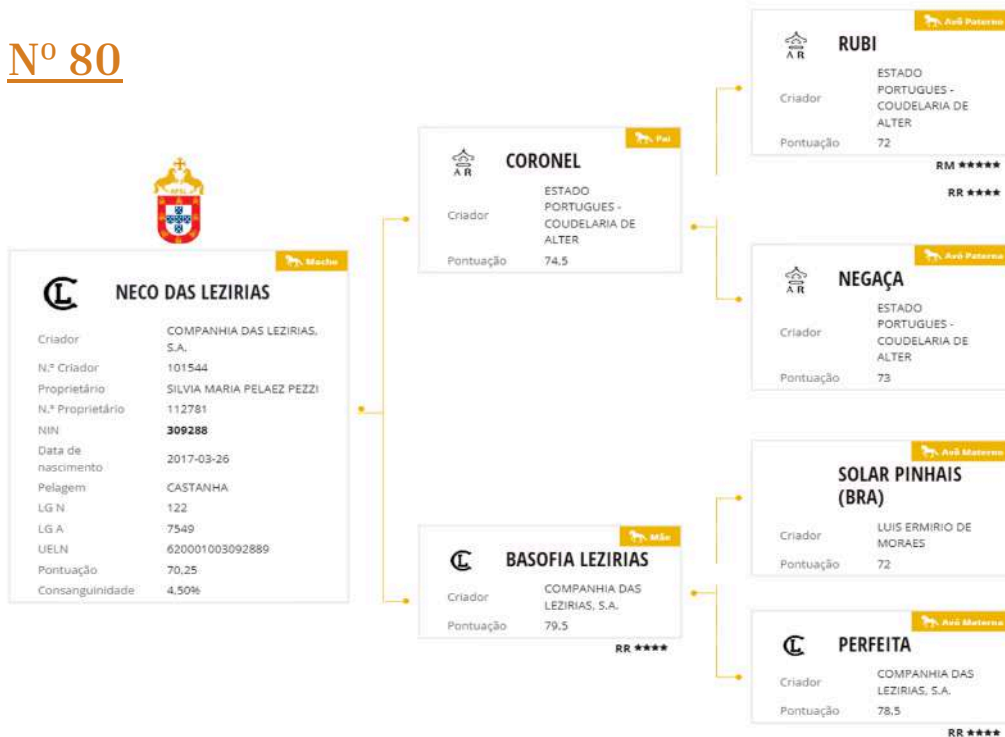 Nº 80
Macho
NECO DAS LEZIRIAS
Criador COMPANHIA DAS LEZIRIAS,
S.A.
N.º Criador 101544
Proprietário SILVIA MARIA PELAEZ PEZZI
N.º Proprietário 112781
NIN 309288
Data de
nascimento 2017-03-26
Pelagem CASTANHA
LG N 122
LG A 7549
UELN 620001003092889
Pontuação 70,25
Consanguinidade 4,50%
Pai
AR
CORONEL
Criador
ESTADO
PORTUGUES -
COUDELARIA DE
ALTER
Pontuação 74,5
Mãe
CL
BASOFIA LEZIRIAS
Criador
COMPANHIA DAS
LEZIRIAS, S.A.
Pontuação 79,5
RR ★★★★
Avô Paterno
AR
RUBI
Criador
ESTADO
PORTUGUES -
COUDELARIA DE
ALTER
Pontuação 72
RM ★★★★★
RR ★★★★
Avó Paterna
AR
NEGAÇA
Criador
ESTADO
PORTUGUES -
COUDELARIA DE
ALTER
Pontuação 73
Avô Materno
SOLAR PINHAIS
(BRA)
Criador
LUIS ERMIRIO DE
MORAES
Pontuação 72
Avó Materna
CL
PERFEITA
Criador
COMPANHIA DAS
LEZIRIAS, S.A.
Pontuação 78,5
RR ★★★★